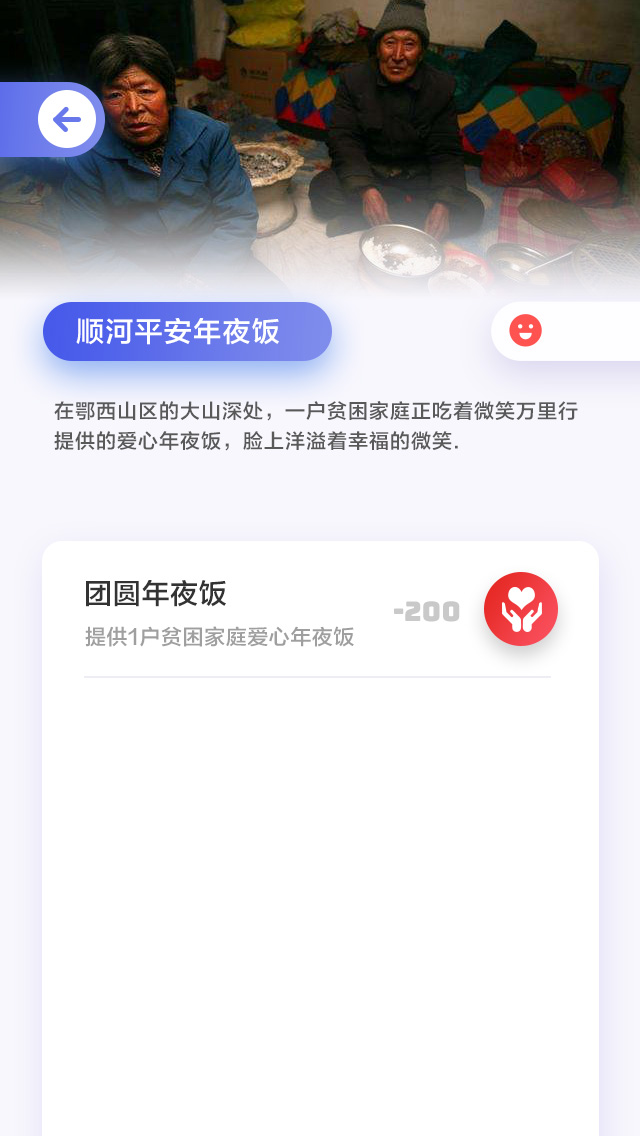 顺河平安年夜饭
在鄂西山区的大山深处，一户贫困家庭正吃着微笑万里行
提供的爱心年夜饭，脸上洋溢着幸福的微笑.
团圆年夜饭
-200
提供1户贫困家庭爱心年夜饭